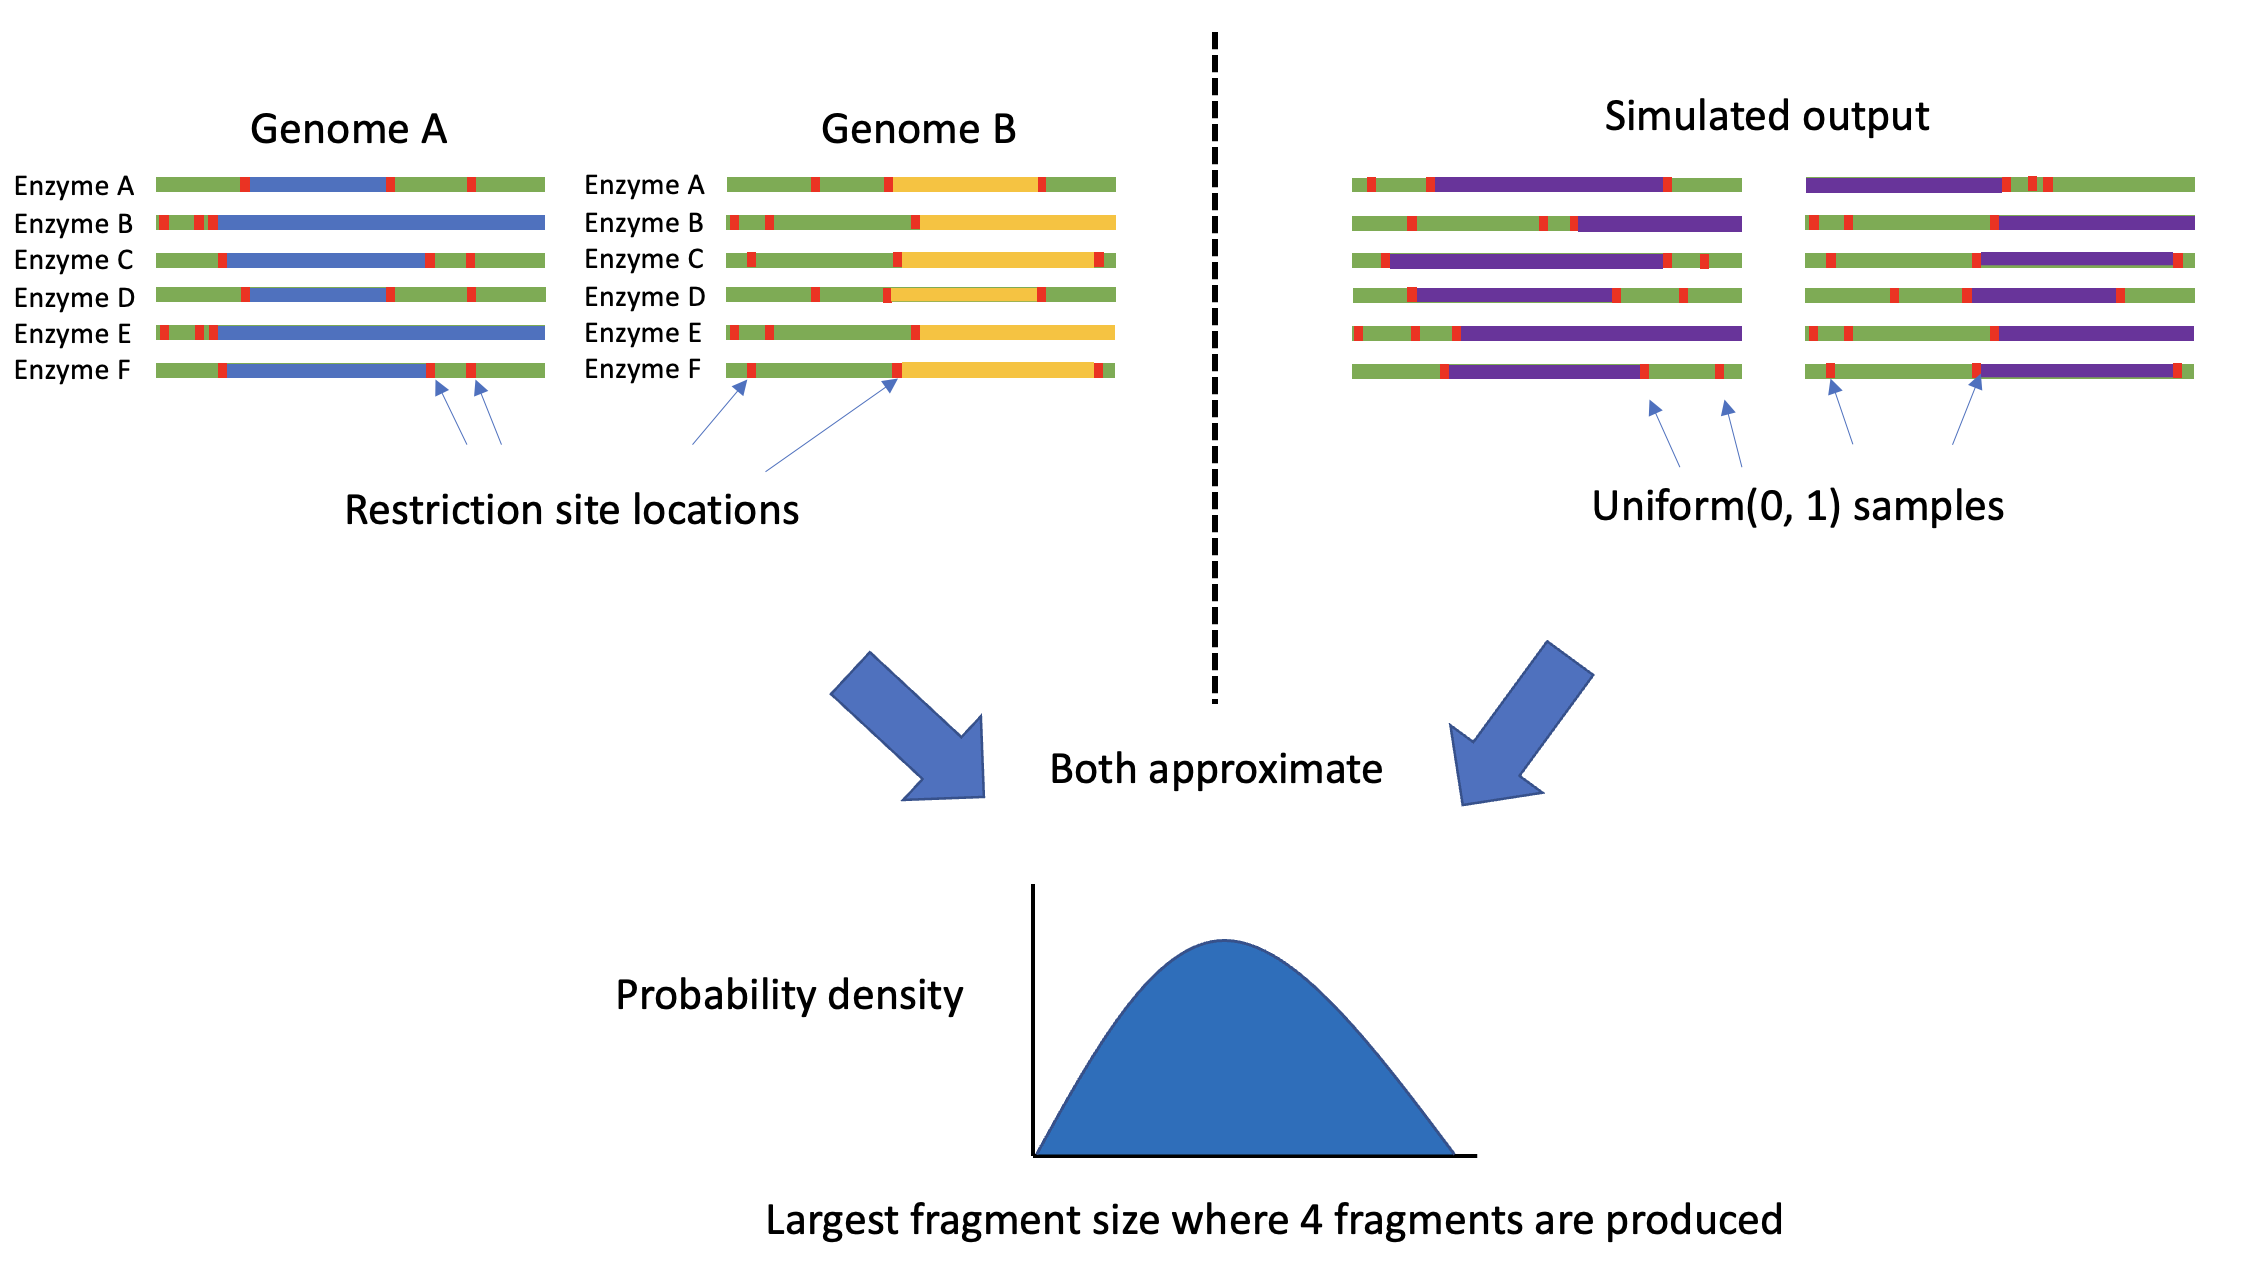 Genome A
Enzyme A
Enzyme B
Enzyme C
Enzyme D
Enzyme E
Enzyme F
Genome B
Enzyme A
Enzyme B
Enzyme C
Enzyme D
Enzyme E
Enzyme F
Restriction site locations
Simulated output
Uniform(0, 1) samples
Both approximate
Probability density
Largest fragment size where 4 fragments are produced